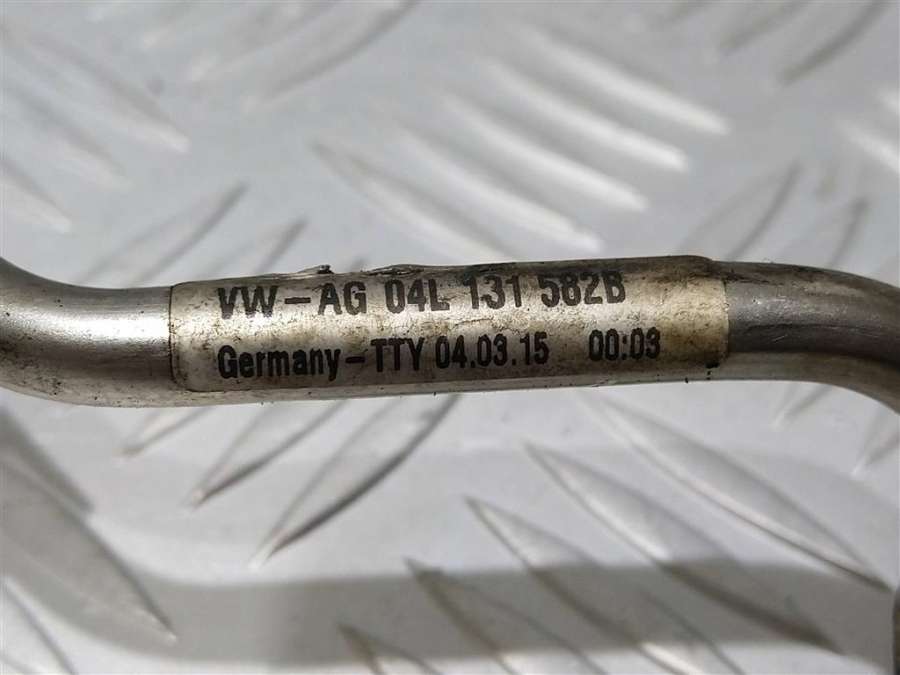 VW-AG 04L 131 582B
Germany-TTY 04.03.15 00:03